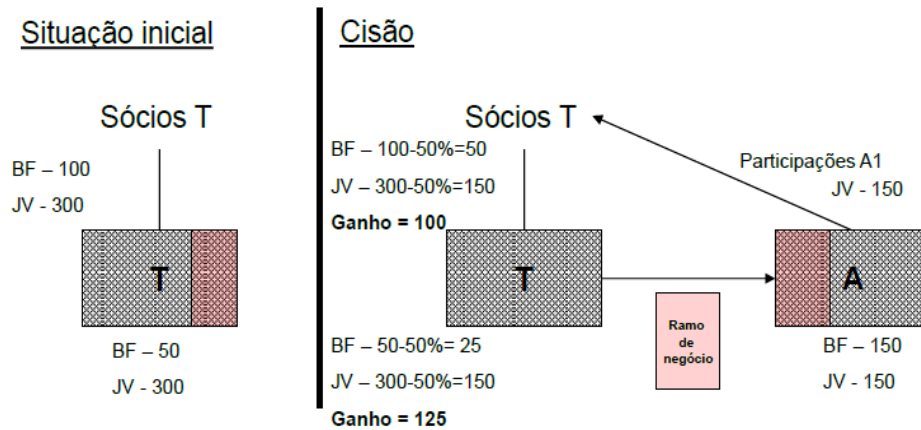 Situação inicial
Sócios T
BF – 100
JV - 300
T
BF – 50
JV - 300
Cisão
Sócios T
BF – 100-50%=50
JV – 300-50%=150
Ganho = 100
Participações A1
JV - 150
T
Ramo
de
negócio
A
BF – 50-50%= 25
JV – 300-50%=150
Ganho = 125
BF – 150
JV - 150